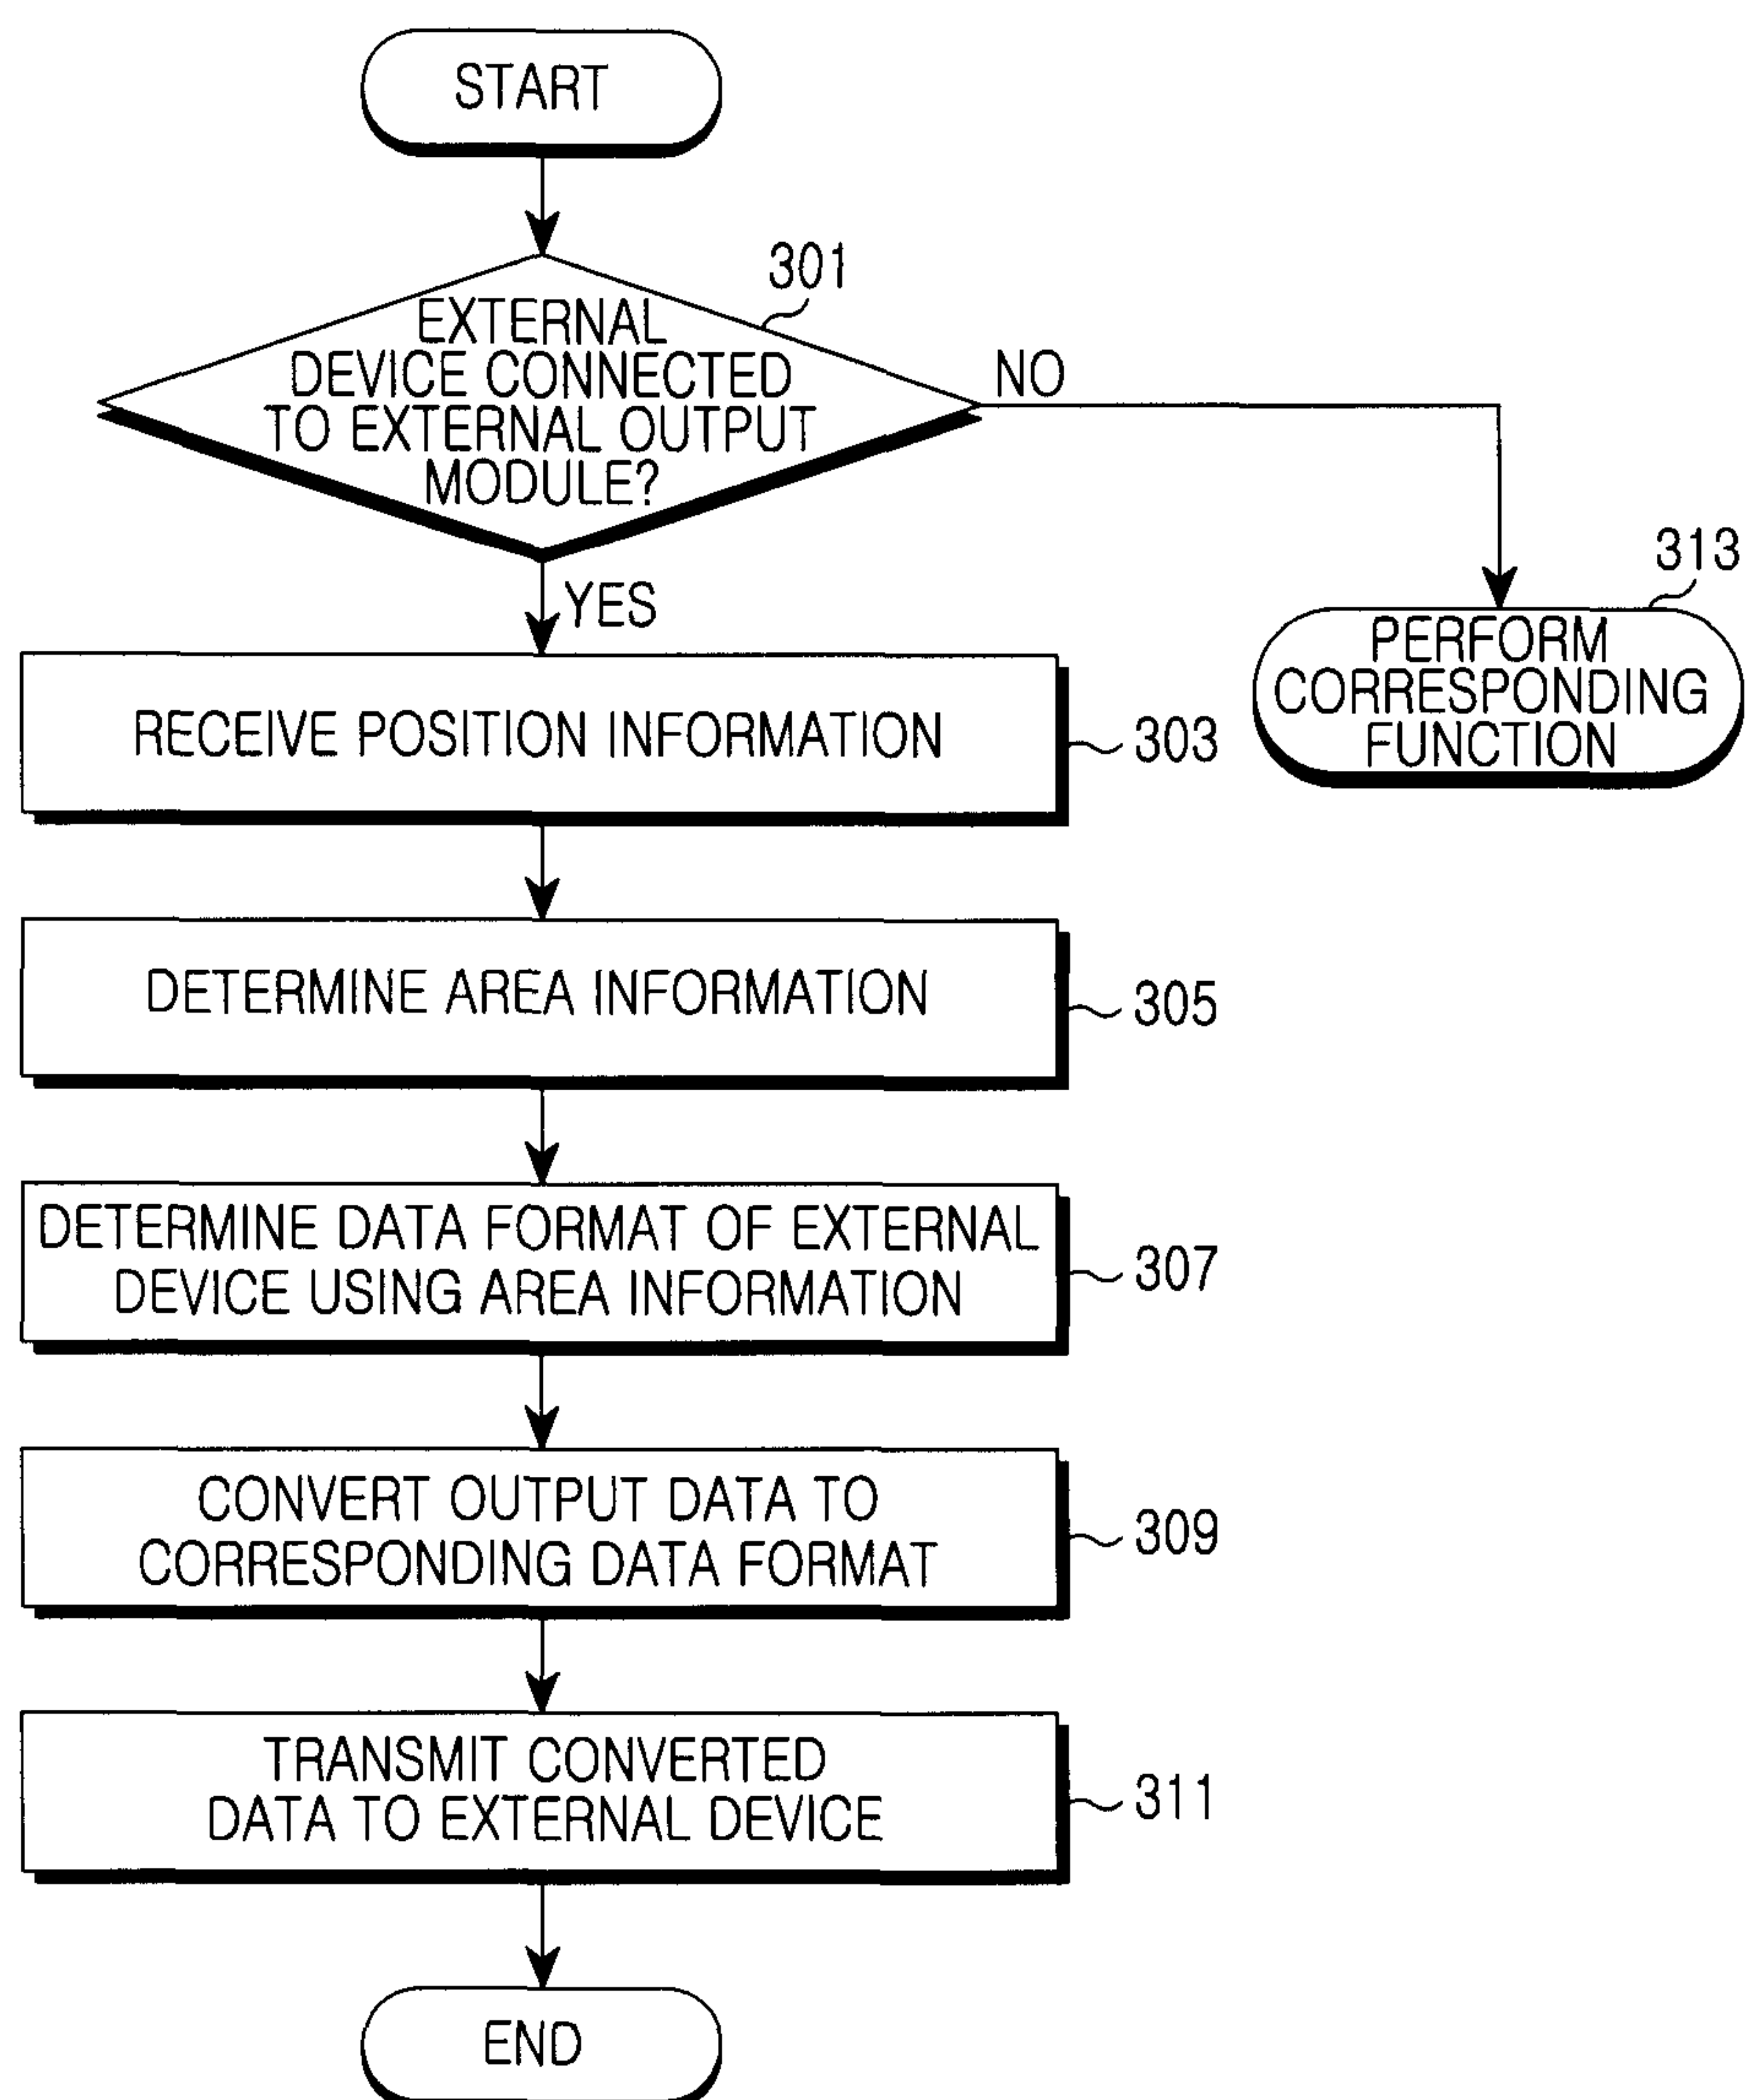 START
301
EXTERNAL
DEVICE CONNECTED
TO EXTERNAL OUTPUT
MODULE?
NO
YES
313
PERFORM
CORRESPONDING
FUNCTION
RECEIVE POSITION INFORMATION
303
DETERMINE AREA INFORMATION
305
DETERMINE DATA FORMAT OF EXTERNAL
DEVICE USING AREA INFORMATION
307
CONVERT OUTPUT DATA TO
CORRESPONDING DATA FORMAT
309
TRANSMIT CONVERTED
DATA TO EXTERNAL DEVICE
311
END